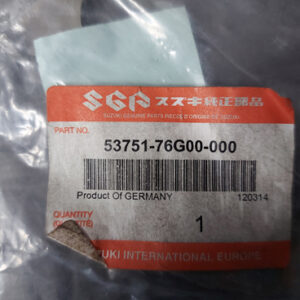 SGP スズキ純正部品
SUZUKI GENUINE PARTS PIECES D'ORIGINE DE SUZUKI
PART NO.
53751-76G00-000
Product Of GERMANY
120314
QUANTITY
1
UKI INTERNATIONAL EUROPE